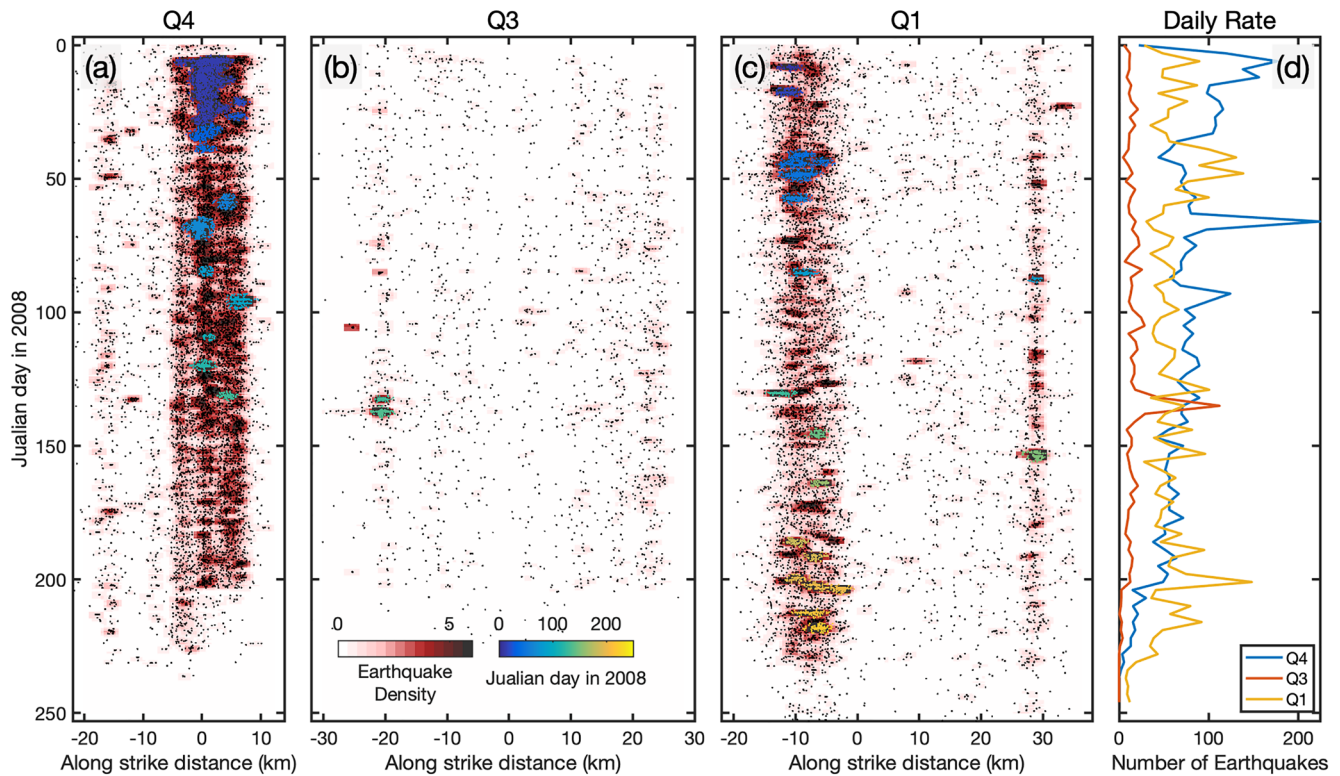 Q4
Q3
Q1
Daily Rate
(a)
(b)
(c)
(d)
0
50
100
150
200
250
Jualian day in 2008
-20
-10
0
10
Along strike distance (km)
-30
-20
-10
0
10
20
30
Along strike distance (km)
-20
-10
0
10
20
30
Along strike distance (km)
0
100
200
Number of Earthquakes
0 5
Earthquake
Density
0 100 200
Jualian day in 2008
Q4
Q3
Q1